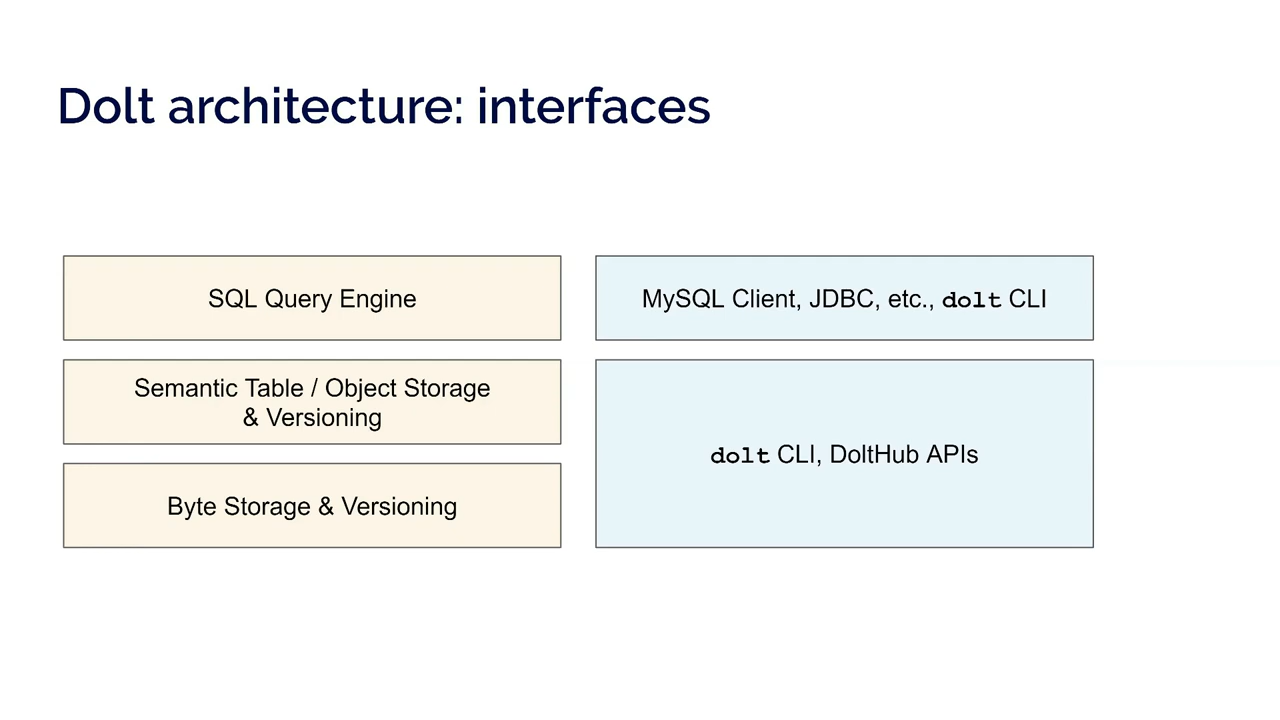 Dolt architecture: interfaces
SQL Query Engine
MySQL Client, JDBC, etc., dolt CLI
Semantic Table / Object Storage
& Versioning
dolt CLI, DoltHub APIs
Byte Storage & Versioning